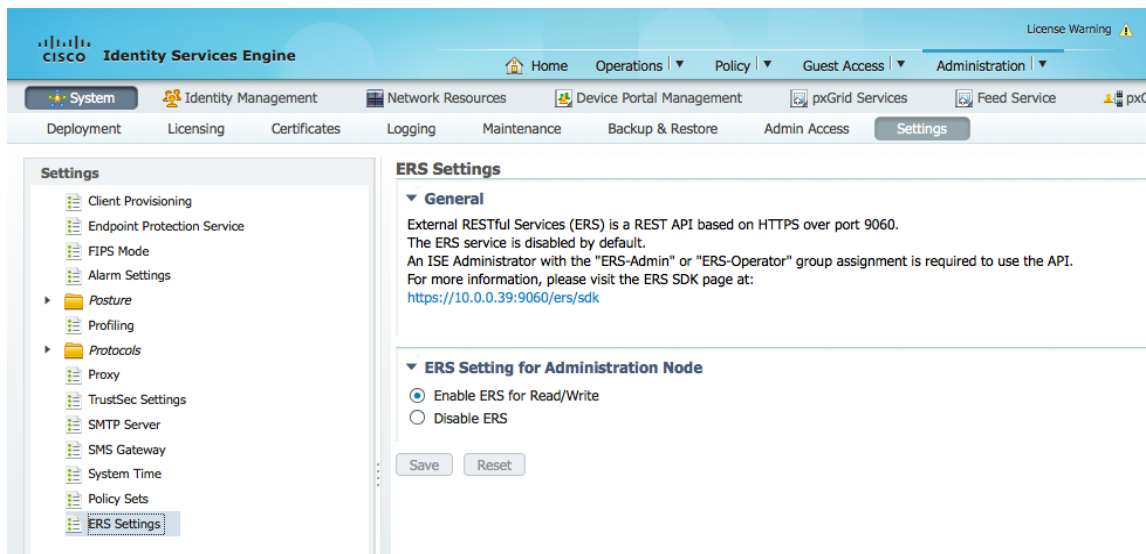 License Warning
CISCO Identity Services Engine
Home Operations Policy Guest Access Administration
System Identity Management Network Resources Device Portal Management pxGrid Services Feed Service
Deployment Licensing Certificates Logging Maintenance Backup & Restore Admin Access Settings
Settings
Client Provisioning
Endpoint Protection Service
FIPS Mode
Alarm Settings
Posture
Profiling
Protocols
Proxy
TrustSec Settings
SMTP Server
SMS Gateway
System Time
Policy Sets
ERS Settings
ERS Settings
General
External RESTful Services (ERS) is a REST API based on HTTPS over port 9060.
The ERS service is disabled by default.
An ISE Administrator with the "ERS-Admin" or "ERS-Operator" group assignment is required to use the API.
For more information, please visit the ERS SDK page at:
https://10.0.0.39:9060/ers/sdk
ERS Setting for Administration Node
Enable ERS for Read/Write
Disable ERS
Save Reset